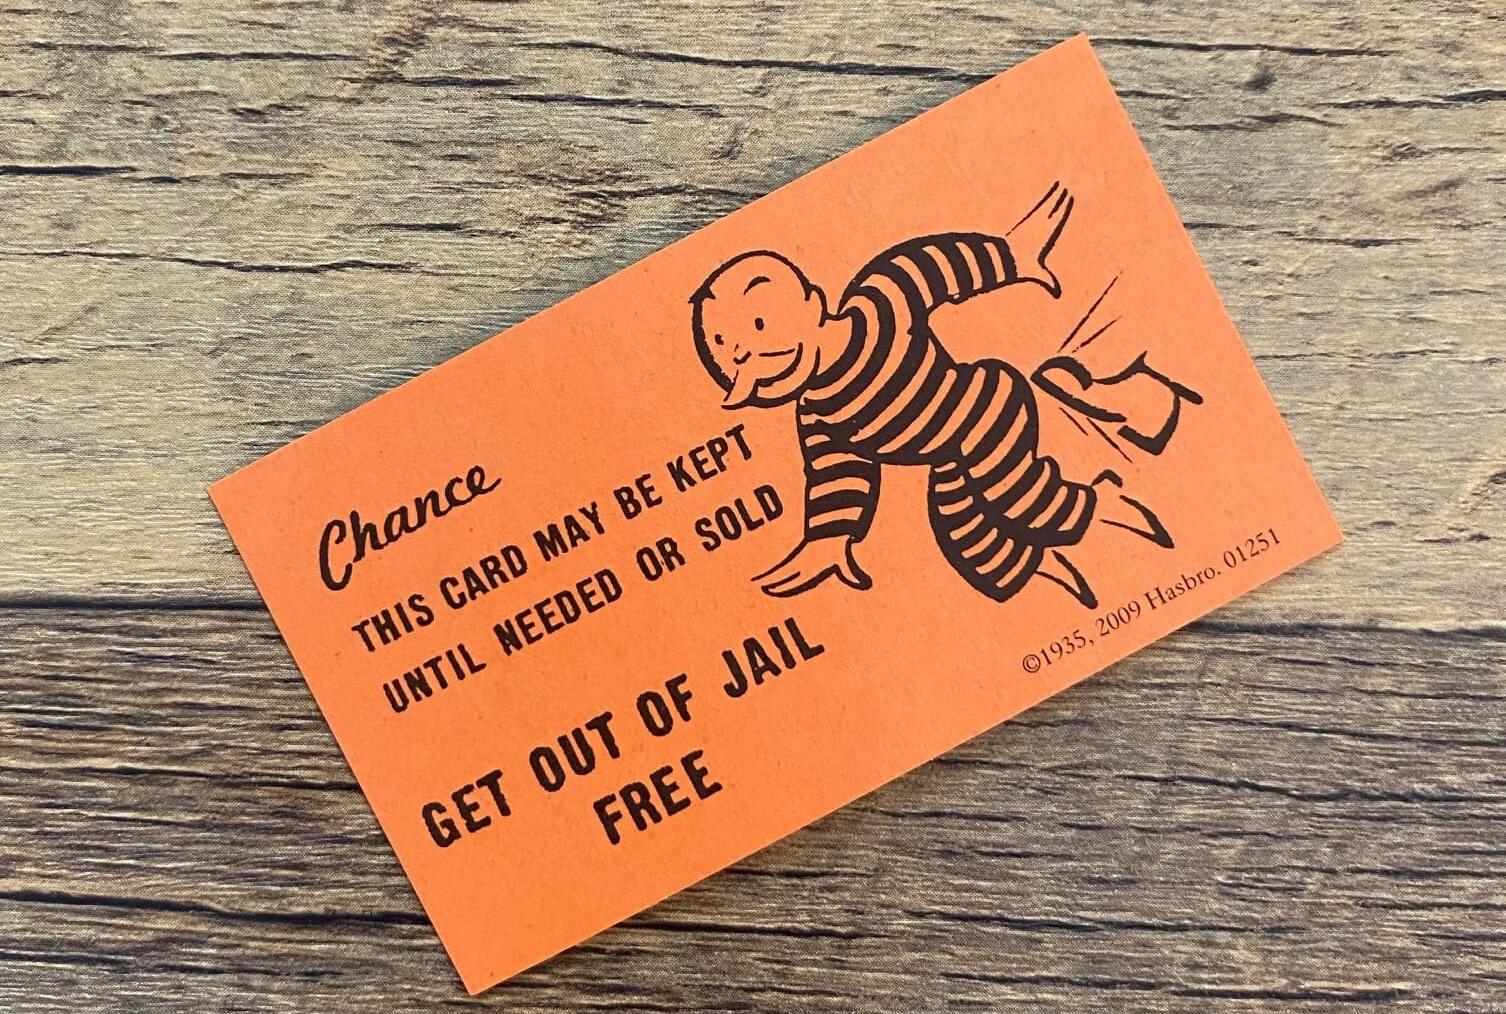 Chance
THIS CARD MAY BE KEPT
UNTIL NEEDED OR SOLD
GET OUT OF JAIL
FREE
©1935, 2009 Hasbro. 01251